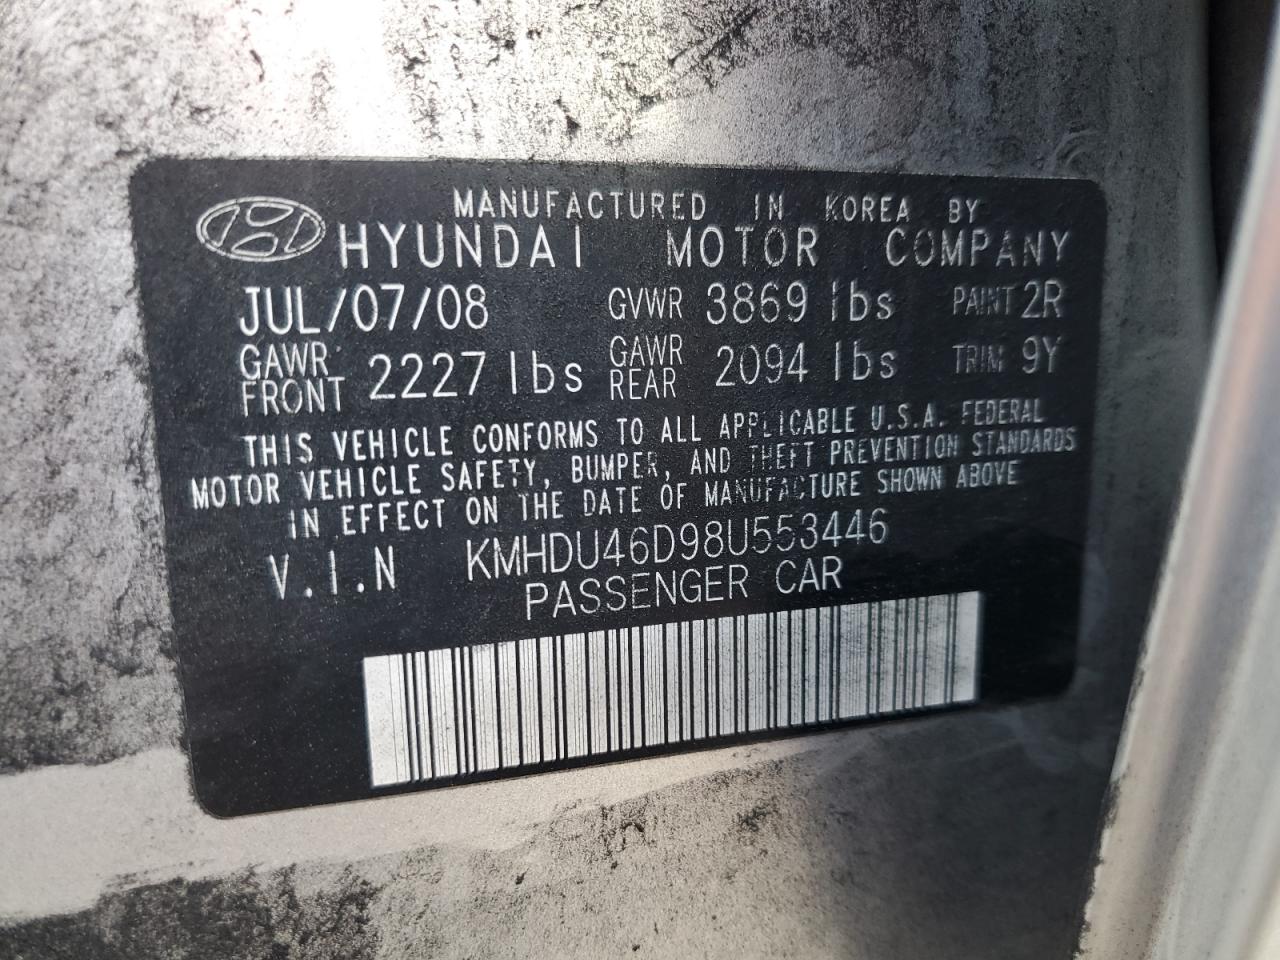 MANUFACTURED IN KOREA BY
HYUNDAI MOTOR COMPANY
JUL/07/08 GVWR 3869 lbs PAINT 2R
GAWR FRONT 2227 lbs GAWR REAR 2094 lbs TRIM 9Y
THIS VEHICLE CONFORMS TO ALL APPLICABLE U.S.A. FEDERAL
MOTOR VEHICLE SAFETY, BUMPER, AND THEFT PREVENTION STANDARDS
IN EFFECT ON THE DATE OF MANUFACTURE SHOWN ABOVE
V.I.N KMHDU46D98U553446
PASSENGER CAR